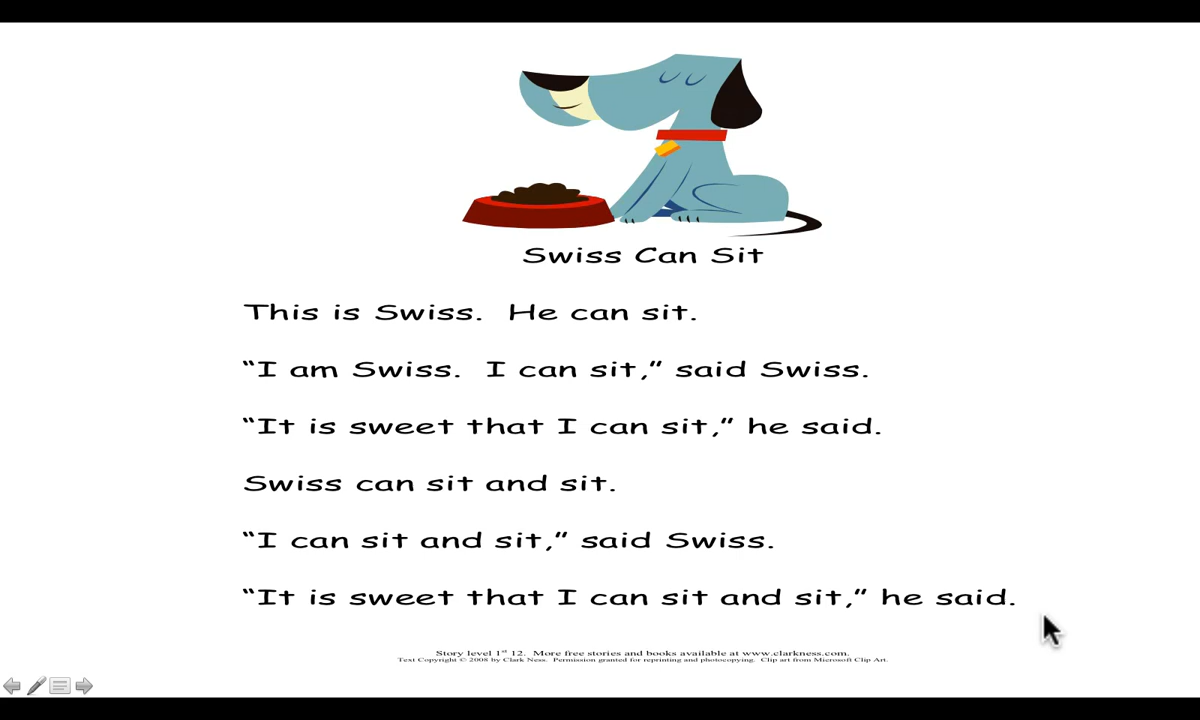 Swiss Can Sit
This is Swiss.  He can sit.
“I am Swiss.  I can sit,” said Swiss.
“It is sweet that I can sit,” he said.
Swiss can sit and sit.
“I can sit and sit,” said Swiss.
“It is sweet that I can sit and sit,” he said.
Story level 1st 12.  More free stories and books available at www.clarkness.com.
Text Copyright © 2008 by Clark Ness.  Permission granted for reprinting and photocopying.  Clip art from Microsoft Clip Art.